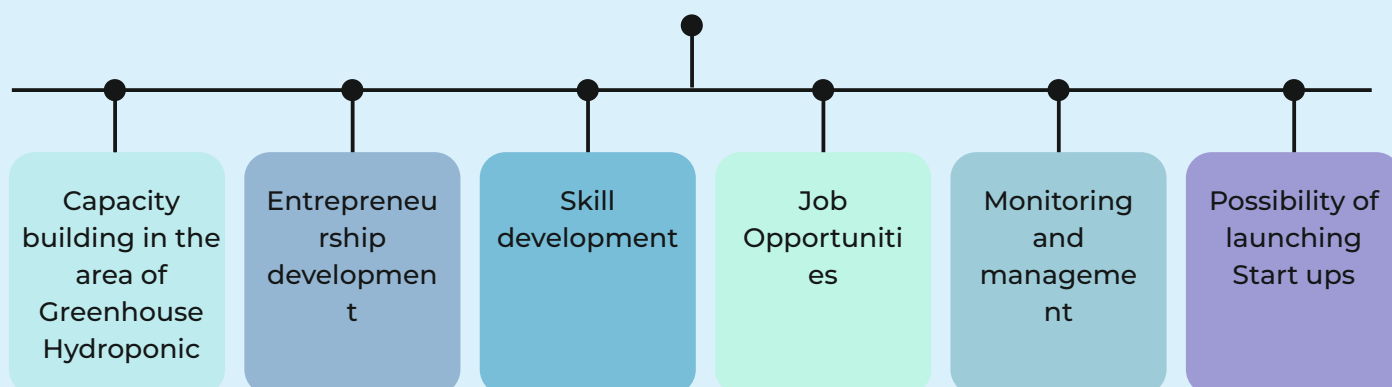 Capacity
building in the
area of
Greenhouse
Hydroponic
Entrepreneu
rship
developmen
t
Skill
development
Job
Opportuniti
es
Monitoring
and
manageme
nt
Possibility of
launching
Start ups